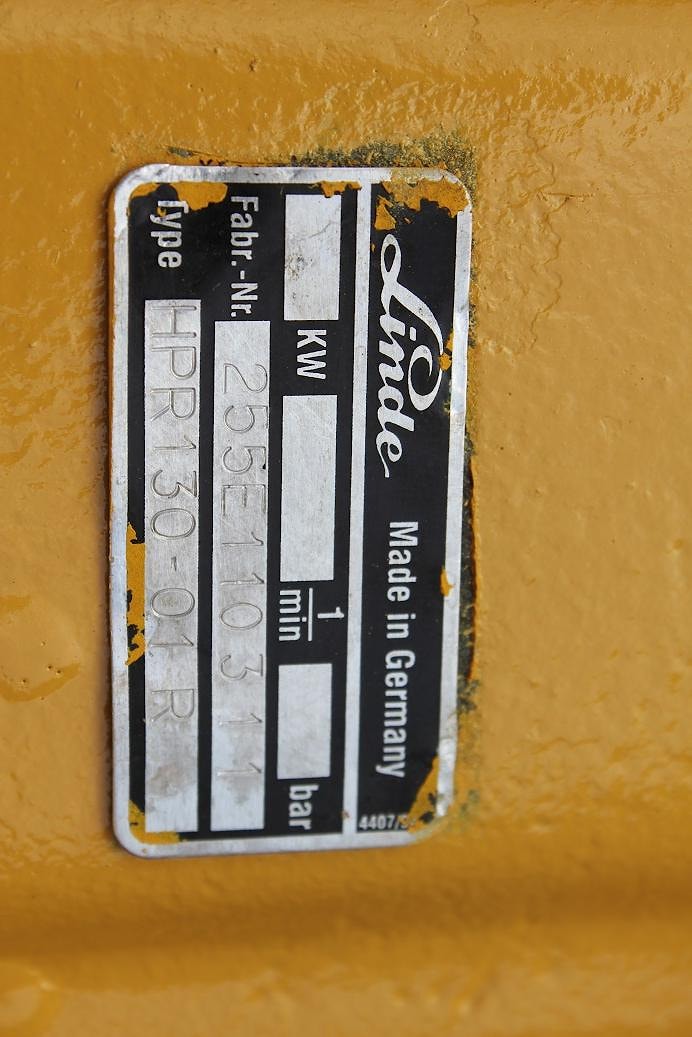 Linde Made in Germany
KW 1/min bar
Fabr.-Nr. 255E110311
Type HPR130-01 R